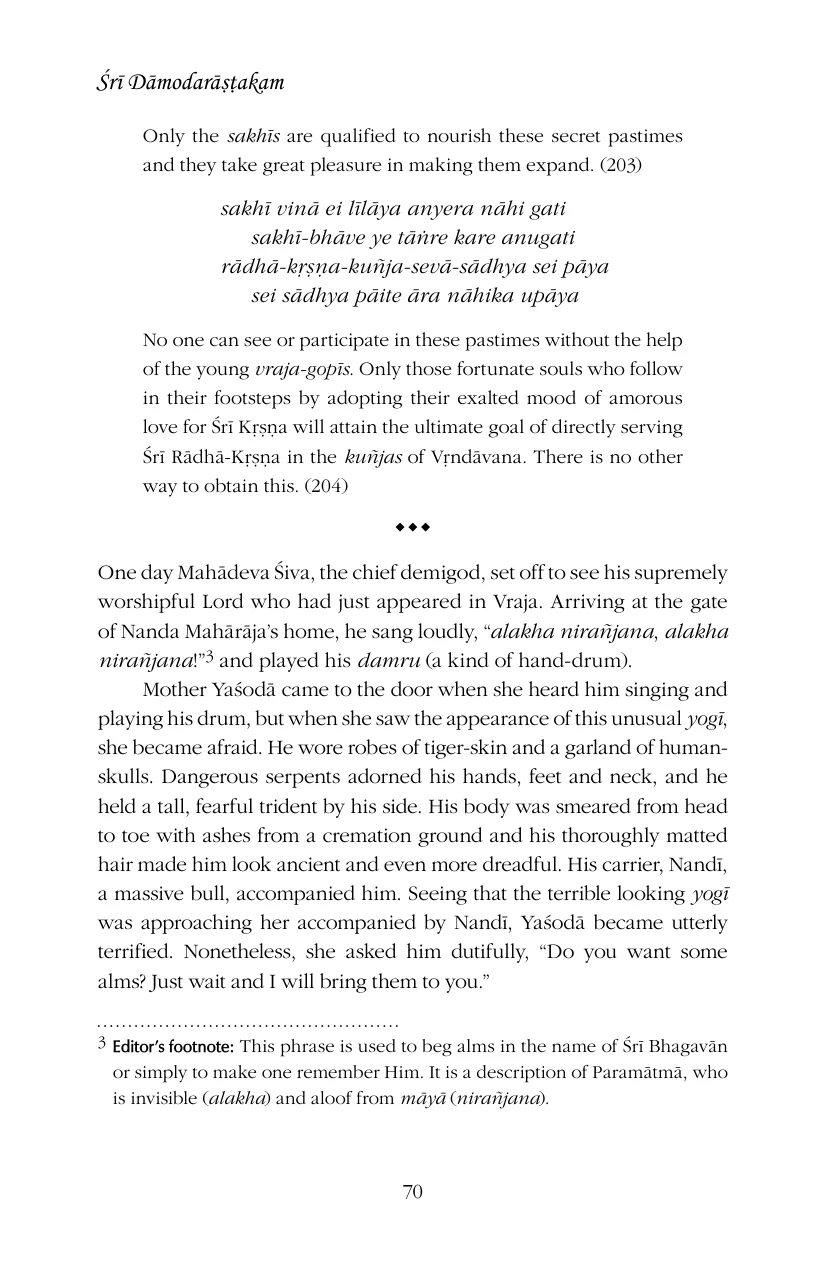 Śrī Dāmodarāṣṭakam
Only the sakhīs are qualified to nourish these secret pastimes
and they take great pleasure in making them expand. (203)
sakhī vinā ei līlāya anyera nāhi gati
sakhī-bhāve ye tāṅre kare anugati
rādhā-kṛṣṇa-kuñja-sevā-sādhya sei pāya
sei sādhya pāite āra nāhika upāya
No one can see or participate in these pastimes without the help
of the young vraja-gopīs. Only those fortunate souls who follow
in their footsteps by adopting their exalted mood of amorous
love for Śrī Kṛṣṇa will attain the ultimate goal of directly serving
Śrī Rādhā-Kṛṣṇa in the kuñjas of Vṛndāvana. There is no other
way to obtain this. (204)
One day Mahādeva Śiva, the chief demigod, set off to see his supremely
worshipful Lord who had just appeared in Vraja. Arriving at the gate
of Nanda Mahārāja’s home, he sang loudly, “alakha nirañjana, alakha
nirañjana!”3 and played his damru (a kind of hand-drum).
Mother Yaśodā came to the door when she heard him singing and
playing his drum, but when she saw the appearance of this unusual yogī,
she became afraid. He wore robes of tiger-skin and a garland of human-
skulls. Dangerous serpents adorned his hands, feet and neck, and he
held a tall, fearful trident by his side. His body was smeared from head
to toe with ashes from a cremation ground and his thoroughly matted
hair made him look ancient and even more dreadful. His carrier, Nandī,
a massive bull, accompanied him. Seeing that the terrible looking yogī
was approaching her accompanied by Nandī, Yaśodā became utterly
terrified. Nonetheless, she asked him dutifully, “Do you want some
alms? Just wait and I will bring them to you.”
3 Editor’s footnote: This phrase is used to beg alms in the name of Śrī Bhagavān
or simply to make one remember Him. It is a description of Paramātmā, who
is invisible (alakha) and aloof from māyā (nirañjana).
70